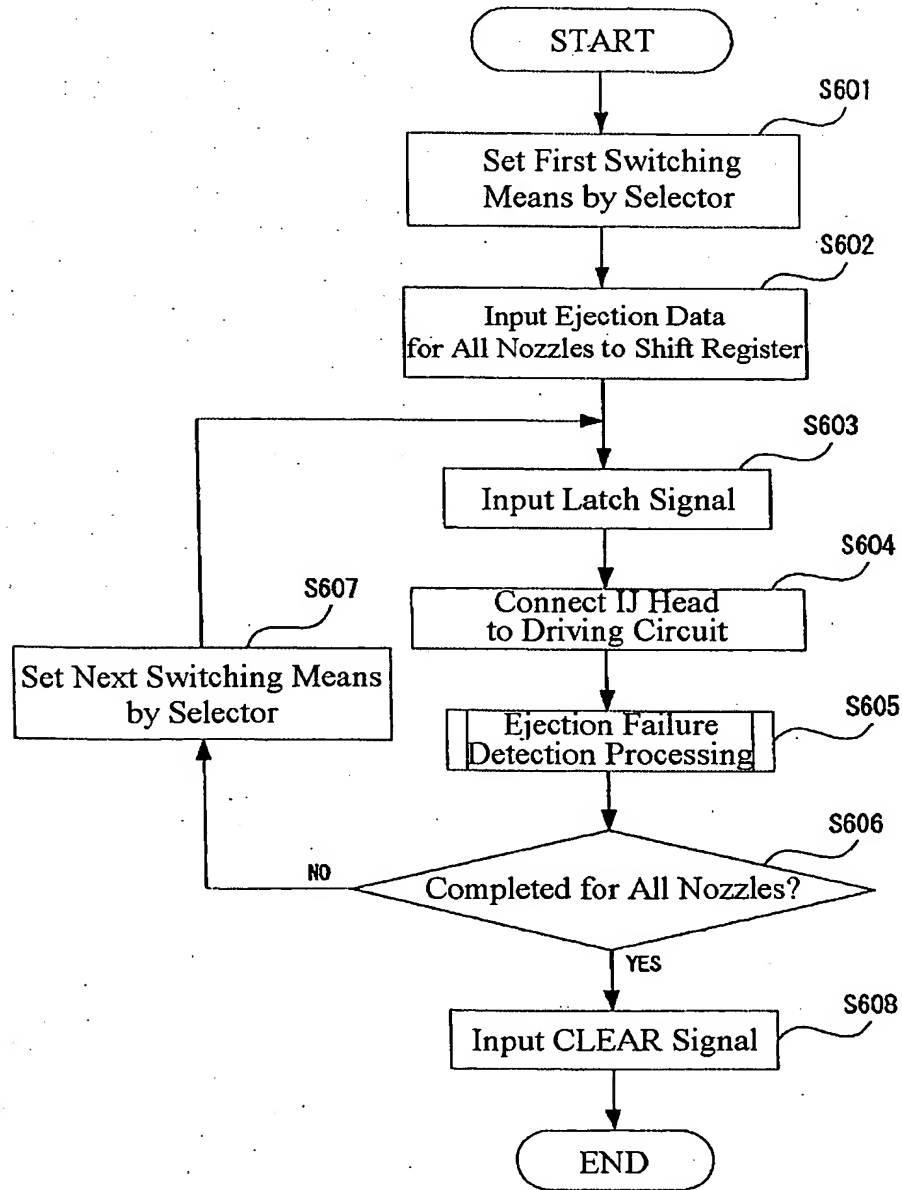 START
S601
Set First Switching
Means by Selector
S602
Input Ejection Data
for All Nozzles to Shift Register
S603
Input Latch Signal
S604
Connect IJ Head
to Driving Circuit
S607
Set Next Switching Means
by Selector
S605
Ejection Failure
Detection Processing
S606
Completed for All Nozzles?
NO
YES
S608
Input CLEAR Signal
END